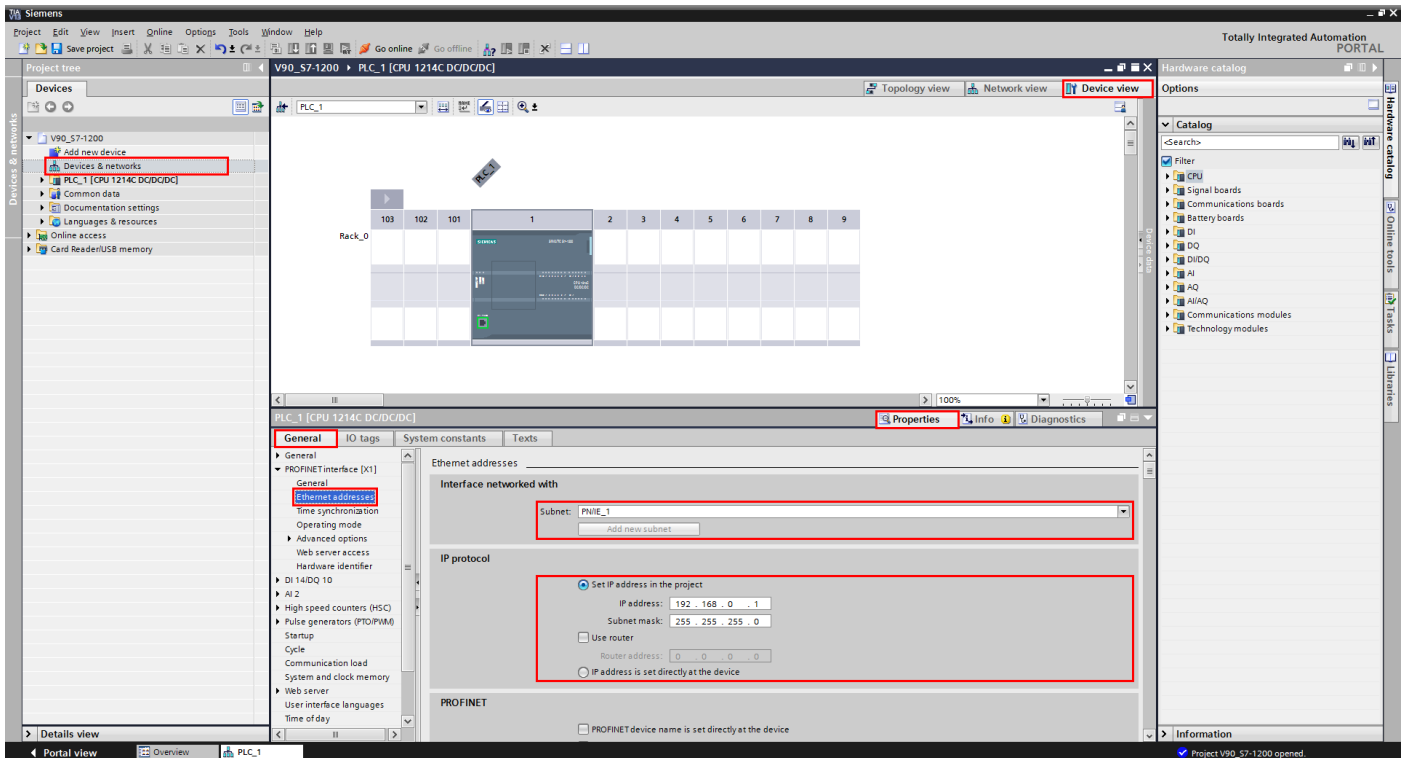 Siemens
Project Edit View Insert Online Options Tools Window Help
Totally Integrated Automation
PORTAL
Save project Go online Go offline
Project tree
Devices
V90_S7-1200
Add new device
Devices & networks
PLC_1 [CPU 1214C DC/DC/DC]
Common data
Documentation settings
Languages & resources
Online access
Card Reader/USB memory
Details view
Devices & networks
V90_S7-1200 PLC_1 [CPU 1214C DC/DC/DC]
Topology view Network view Device view
PLC_1
PLC_1
103 102 101 1 2 3 4 5 6 7 8 9
Rack_0
SIEMENS
Device data
100%
PLC_1 [CPU 1214C DC/DC/DC]
Properties Info Diagnostics
General IO tags System constants Texts
General
PROFINET interface [X1]
General
Ethernet addresses
Time synchronization
Operating mode
Advanced options
Web server access
Hardware identifier
DI 14/DQ 10
AI 2
High speed counters (HSC)
Pulse generators (PTO/PWM)
Startup
Cycle
Communication load
System and clock memory
Web server
User interface languages
Time of day
Ethernet addresses
Interface networked with
Subnet: PN/IE_1
Add new subnet
IP protocol
Set IP address in the project
IP address: 192 . 168 . 0 . 1
Subnet mask: 255 . 255 . 255 . 0
Use router
Router address: 0 . 0 . 0 . 0
IP address is set directly at the device
PROFINET
PROFINET device name is set directly at the device
Hardware catalog
Options
Catalog
<Search>
Filter
CPU
Signal boards
Communications boards
Battery boards
DI
DQ
DI/DQ
AI
AQ
AI/AQ
Communications modules
Technology modules
Information
Hardware catalog
Online tools
Tasks
Libraries
Portal view Overview PLC_1
Project V90_S7-1200 opened.